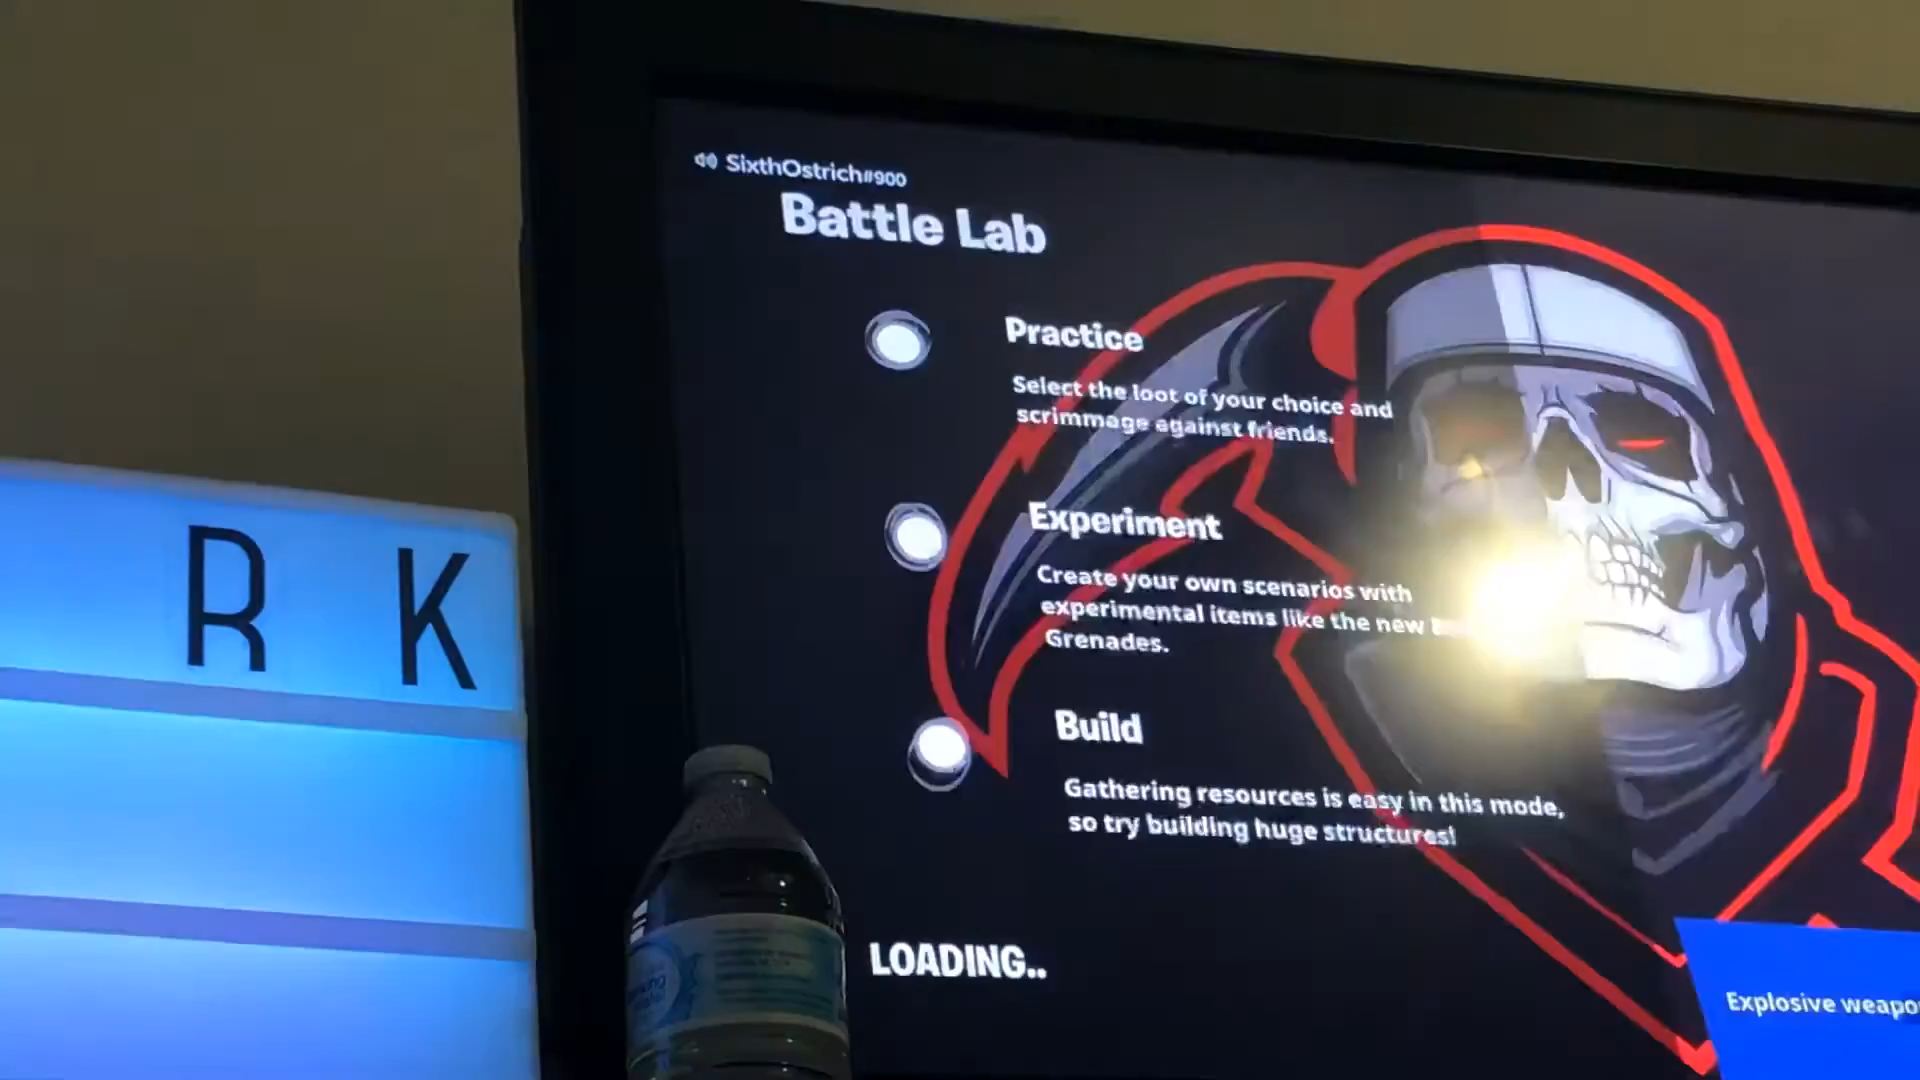 SixthOstrich#900
Battle Lab
Practice
Select the loot of your choice and
scrimmage against friends.
Experiment
Create your own scenarios with
experimental items like the new
Grenades.
Build
Gathering resources is easy in this mode,
so try building huge structures!
LOADING..
Explosive
R K